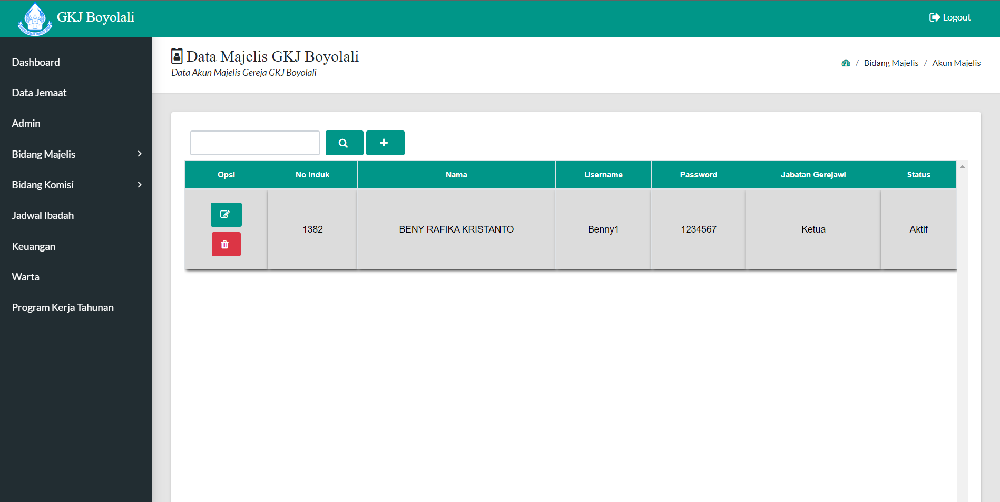 GKJ Boyolali
Logout
Dashboard
Data Jemaat
Admin
Bidang Majelis
Bidang Komisi
Jadwal Ibadah
Keuangan
Warta
Program Kerja Tahunan
Data Majelis GKJ Boyolali
Data Akun Majelis Gereja GKJ Boyolali
/ Bidang Majelis / Akun Majelis
Opsi No Induk Nama Username Password Jabatan Gerejawi Status
1382 BENY RAFIKA KRISTANTO Benny1 1234567 Ketua Aktif